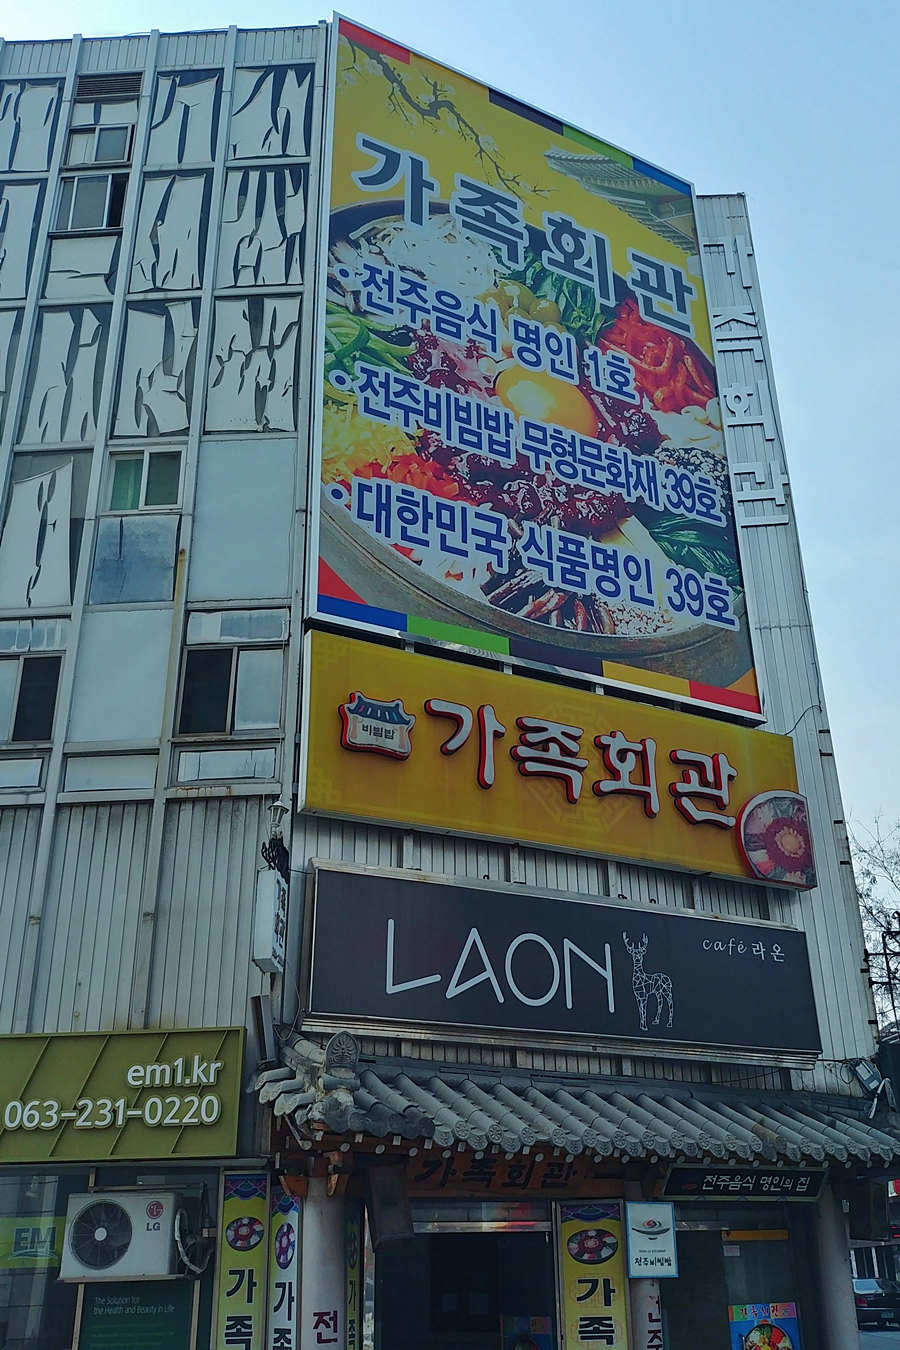 가족회관
전주음식 명인 1호
전주비빔밥 무형문화재 39호
대한민국 식품명인 39호
가족회관
비빔밥
가족회관
LAON
café 라온
em1.kr
063-231-0220
가족회관
전주음식 명인의 집
LG
EM
The Solution for
the Health and Beauty in Life
가족
가족
전
가족
전주비빔밥